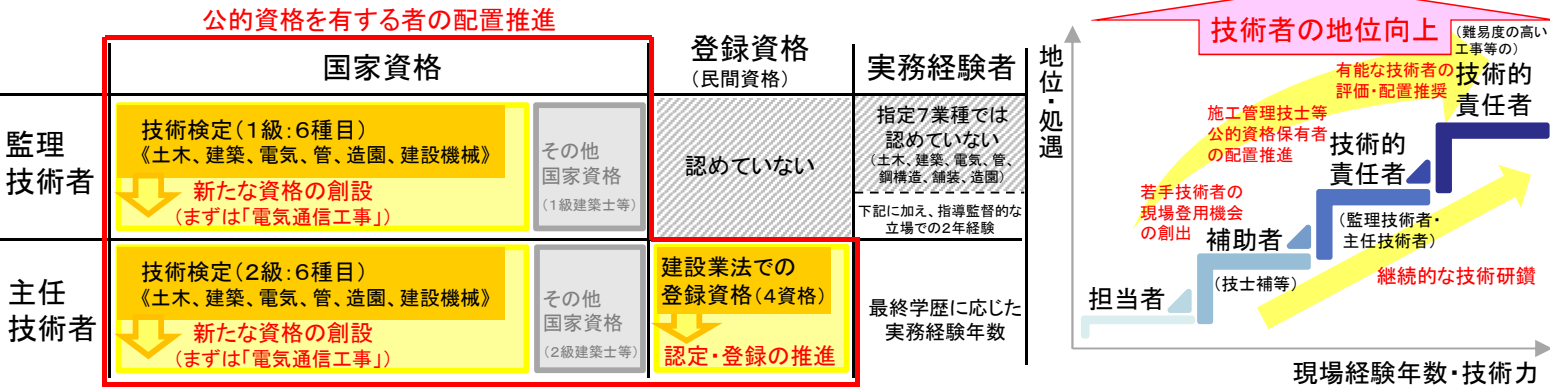 公的資格を有する者の配置推進
国家資格
登録資格
（民間資格）
実務経験者
監理
技術者
技術検定（1級：6種目）
《土木、建築、電気、管、造園、建設機械》
新たな資格の創設
（まずは「電気通信工事」）
その他
国家資格
（1級建築士等）
認めていない
指定7業種では
認めていない
（土木、建築、電気、管、
鋼構造、舗装、造園）
下記に加え、指導監督的な
立場での2年経験
主任
技術者
技術検定（2級：6種目）
《土木、建築、電気、管、造園、建設機械》
新たな資格の創設
（まずは「電気通信工事」）
その他
国家資格
（2級建築士等）
建設業法での
登録資格（4資格）
認定・登録の推進
最終学歴に応じた
実務経験年数
地位・処遇
技術者の地位向上
（難易度の高い
工事等の）
技術的
責任者
有能な技術者の
評価・配置推奨
施工管理技士等
公的資格保有者
の配置推進
技術的
責任者
（監理技術者・
主任技術者）
若手技術者の
現場登用機会
の創出
補助者
（技士補等）
担当者
継続的な技術研鑽
現場経験年数・技術力